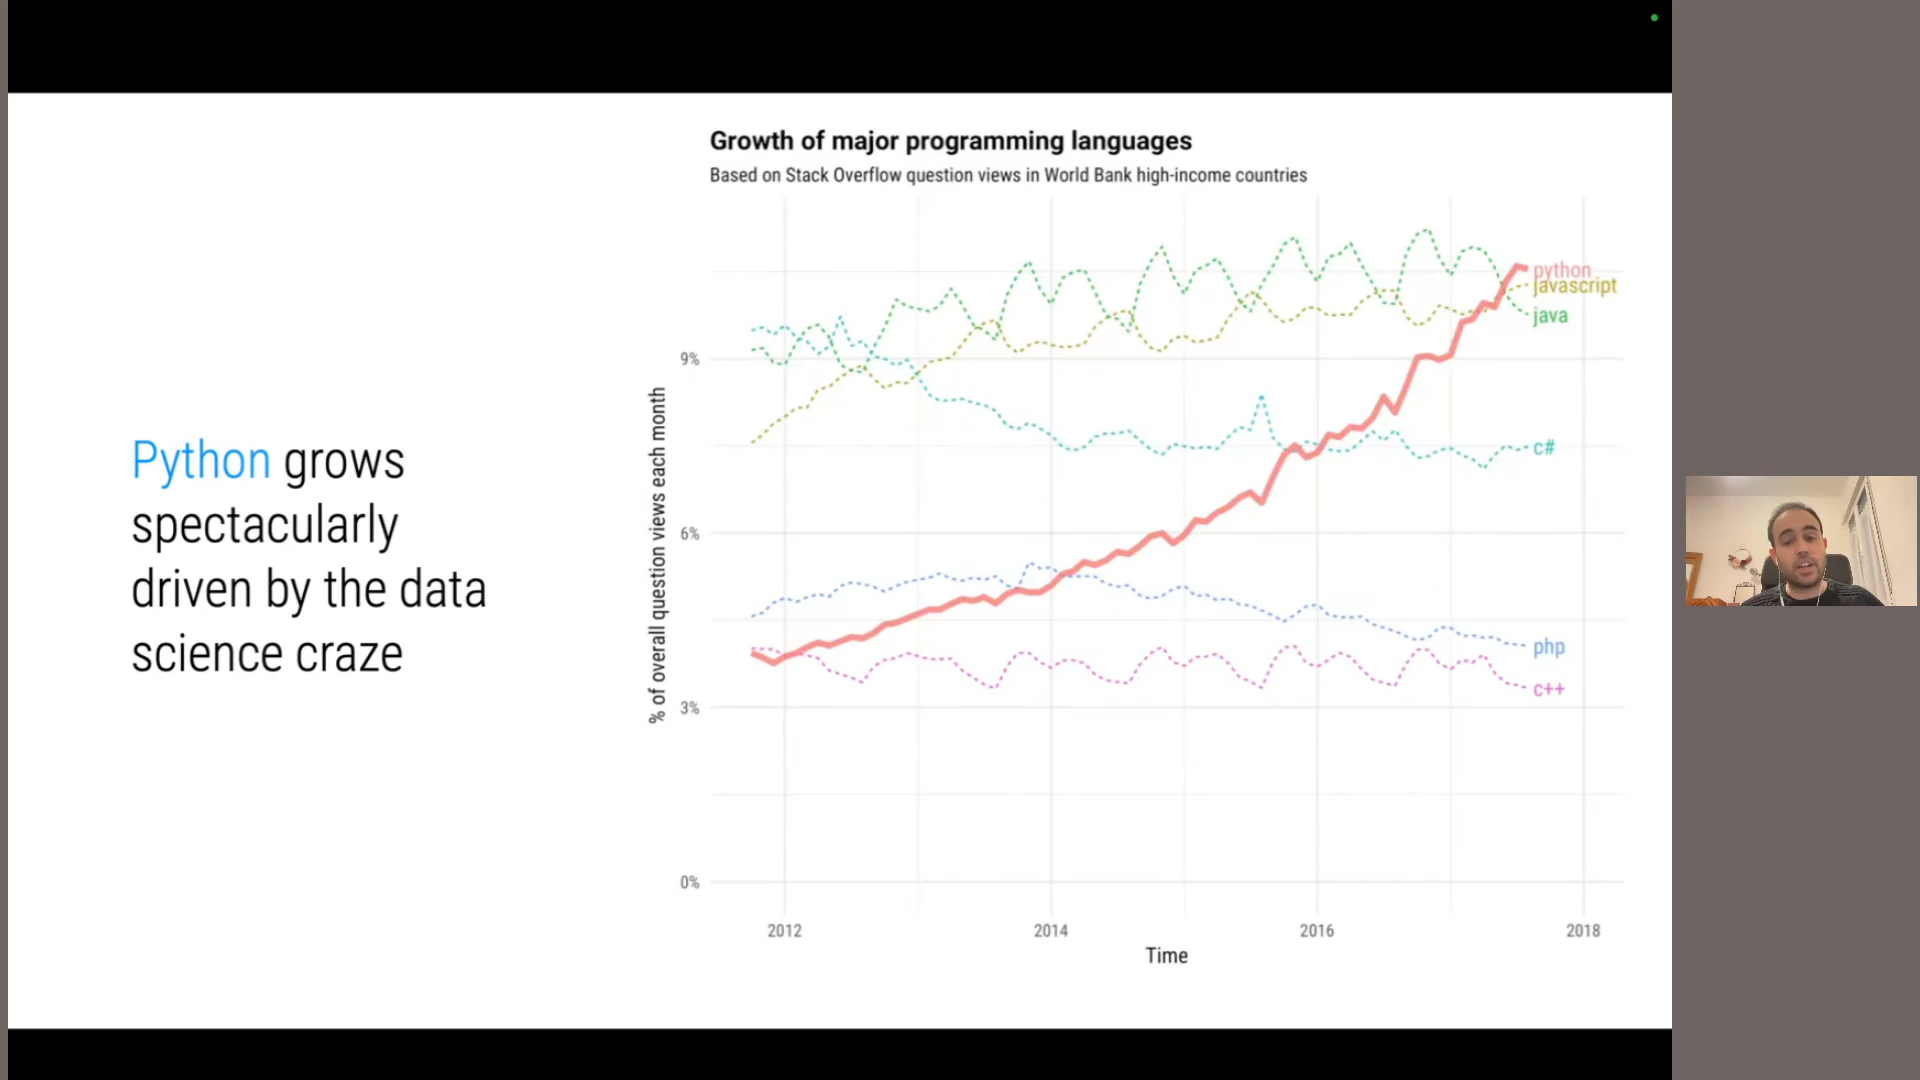 Growth of major programming languages
Based on Stack Overflow question views in World Bank high-income countries
Python grows
spectacularly
driven by the data
science craze
% of overall question views each month
9%
6%
3%
0%
python
javascript
java
c#
php
c++
2012
2014
2016
2018
Time